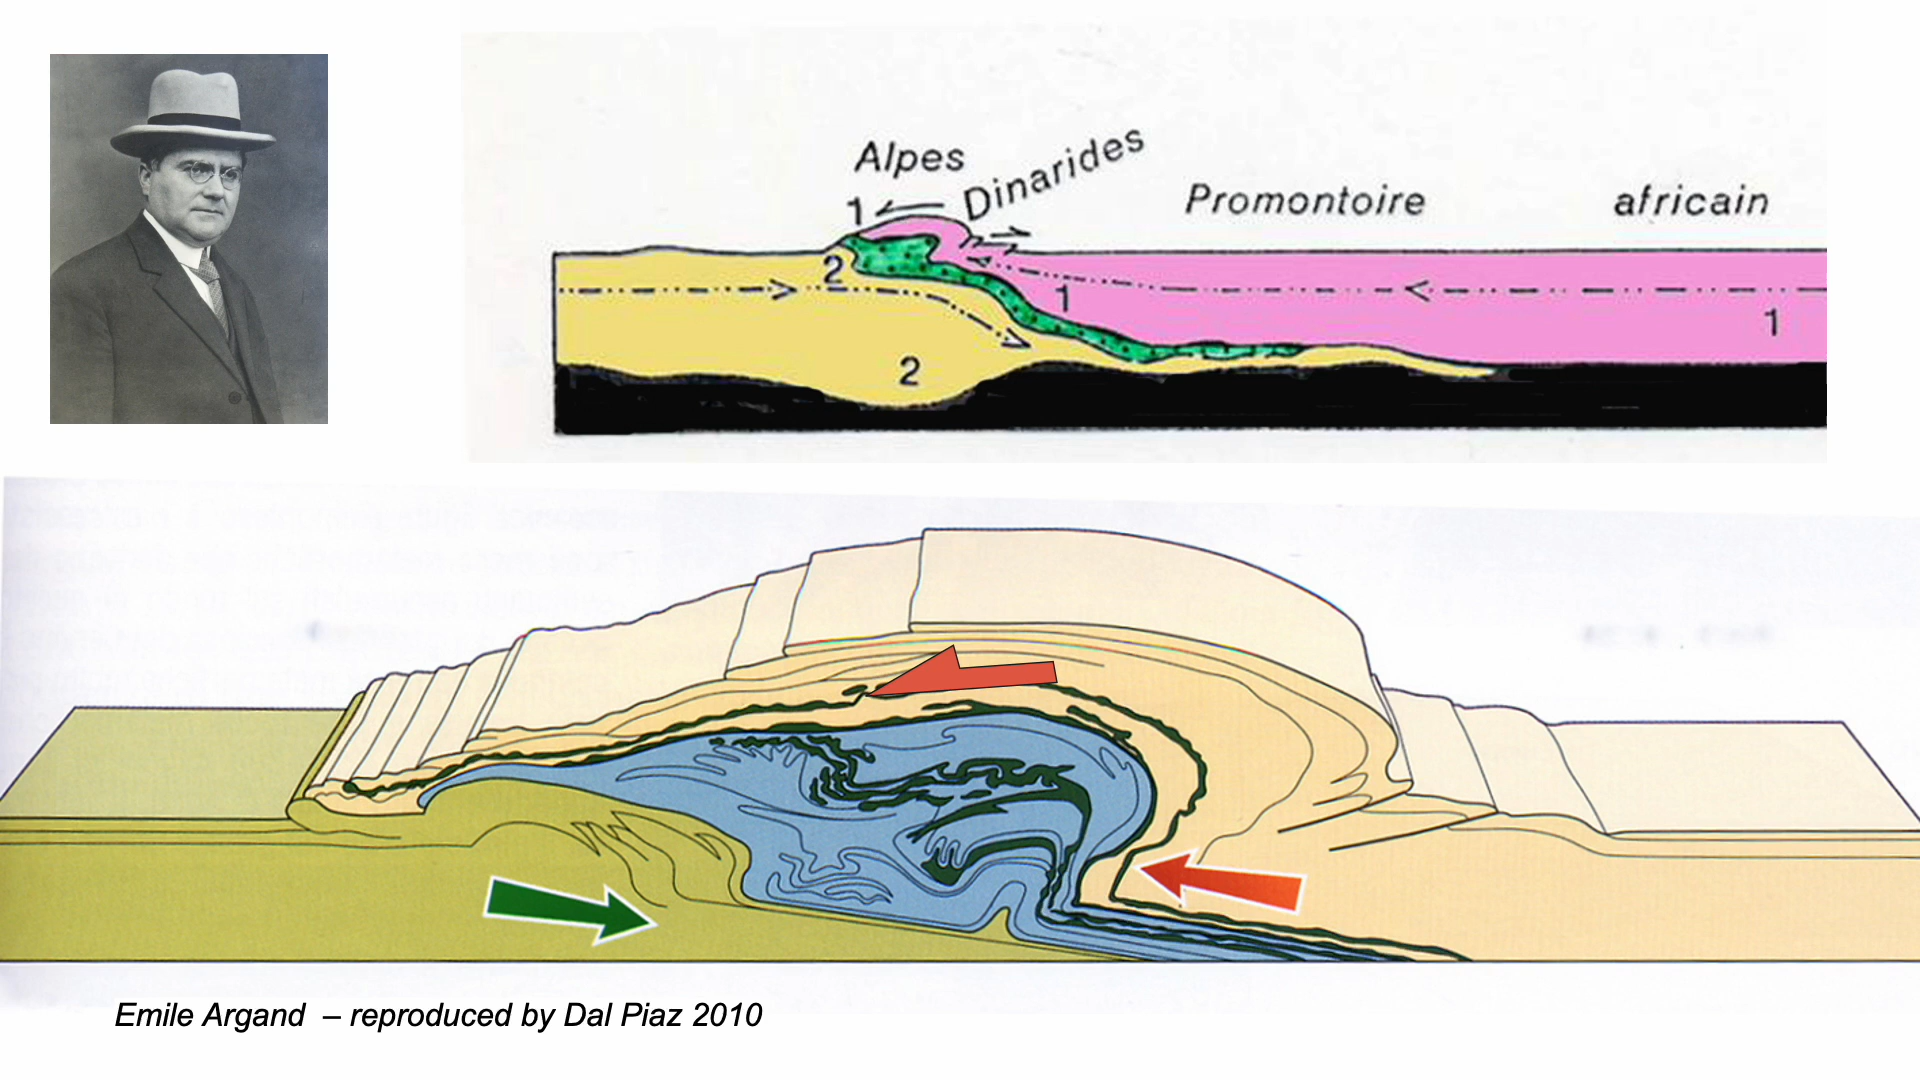 Alpes
Dinarides
Promontoire africain
1
2
1
1
2
Emile Argand – reproduced by Dal Piaz 2010